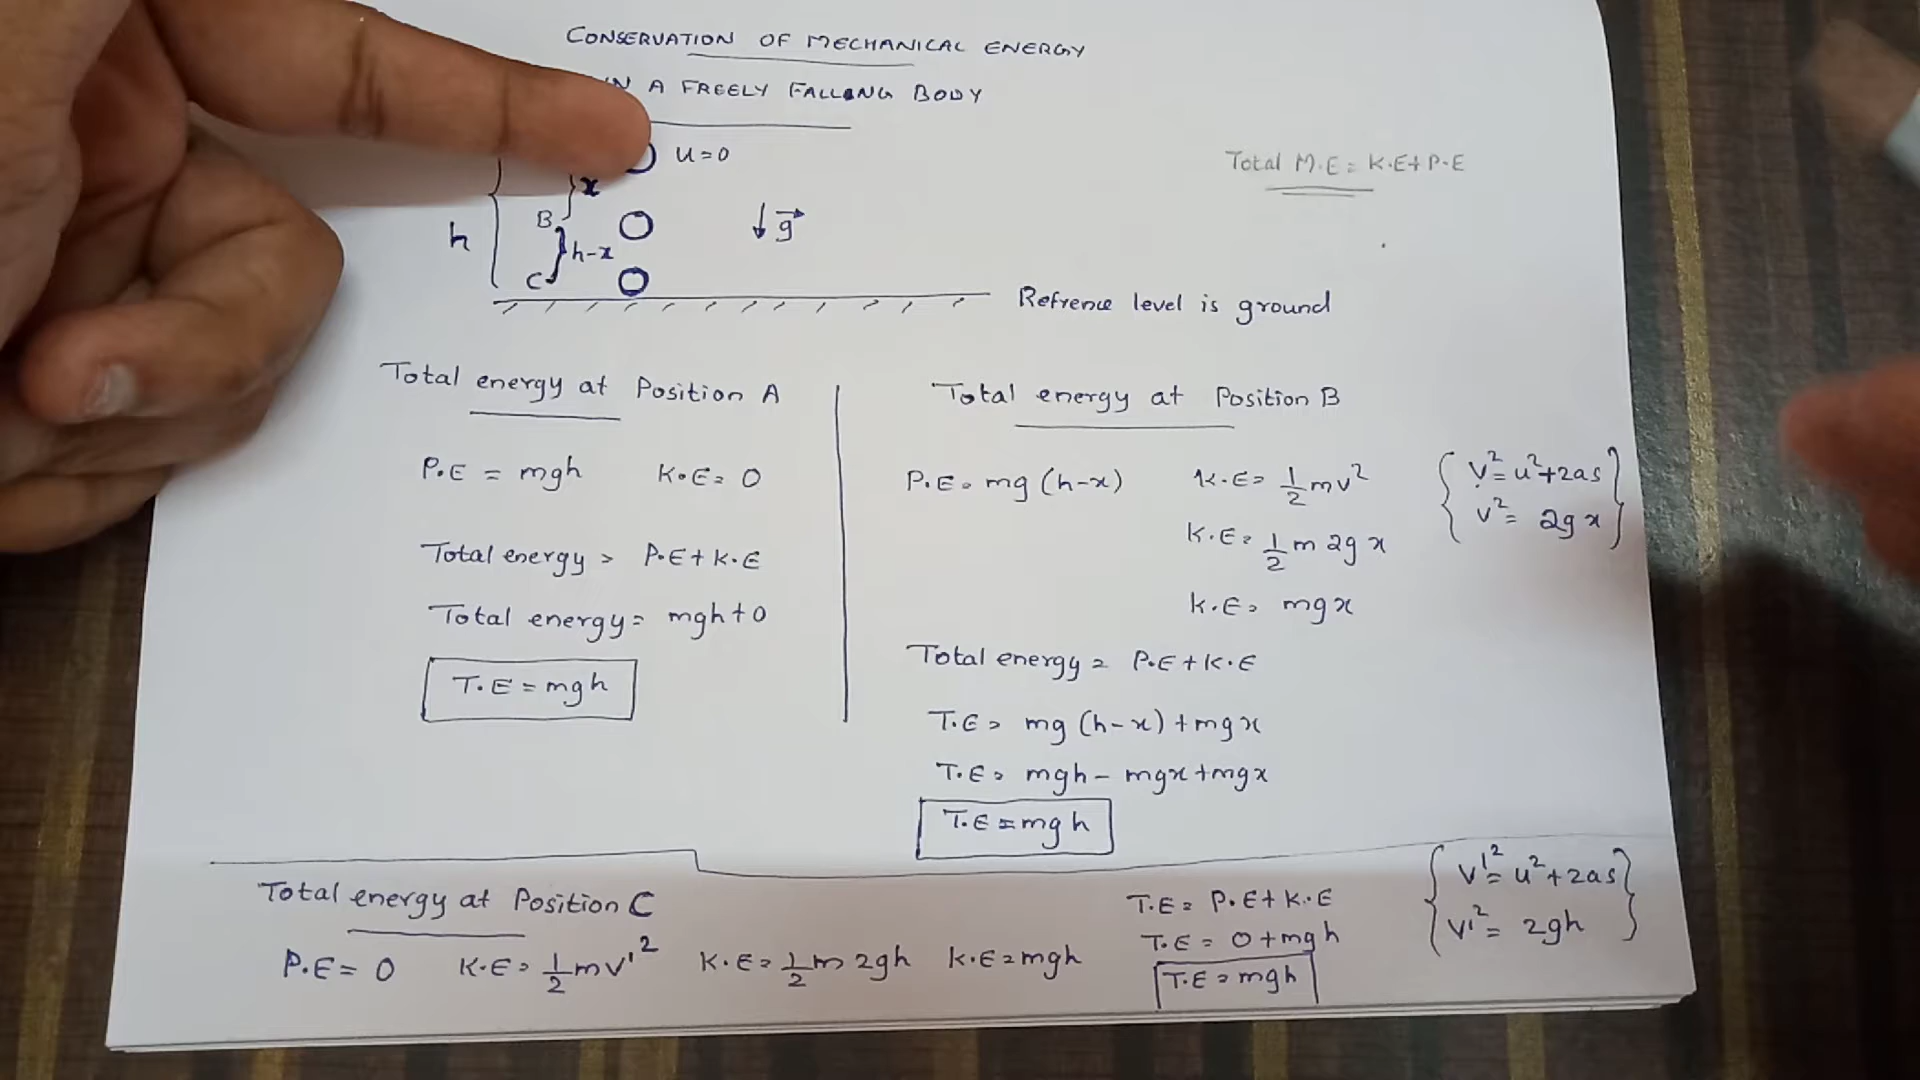 CONSERVATION OF MECHANICAL ENERGY
IN A FREELY FALLING BODY
u=0
Total M.E = K.E+P.E
x
B
h
h-x
g
C
Refrence level is ground
Total energy at Position A
P.E = mgh K.E = 0
Total energy = P.E + K.E
Total energy = mgh + 0
T.E = mgh
Total energy at Position B
P.E = mg (h-x) K.E = 1/2 mv²
K.E = 1/2 m 2gx
K.E = mgx
v² = u²+2as
v² = 2gx
Total energy = P.E + K.E
T.E = mg (h-x) + mgx
T.E = mgh - mgx + mgx
T.E = mgh
Total energy at Position C
P.E = 0 K.E = 1/2 mv'² K.E = 1/2 m 2gh K.E = mgh
T.E = P.E + K.E
T.E = 0 + mgh
T.E = mgh
v'² = u²+2as
v'² = 2gh